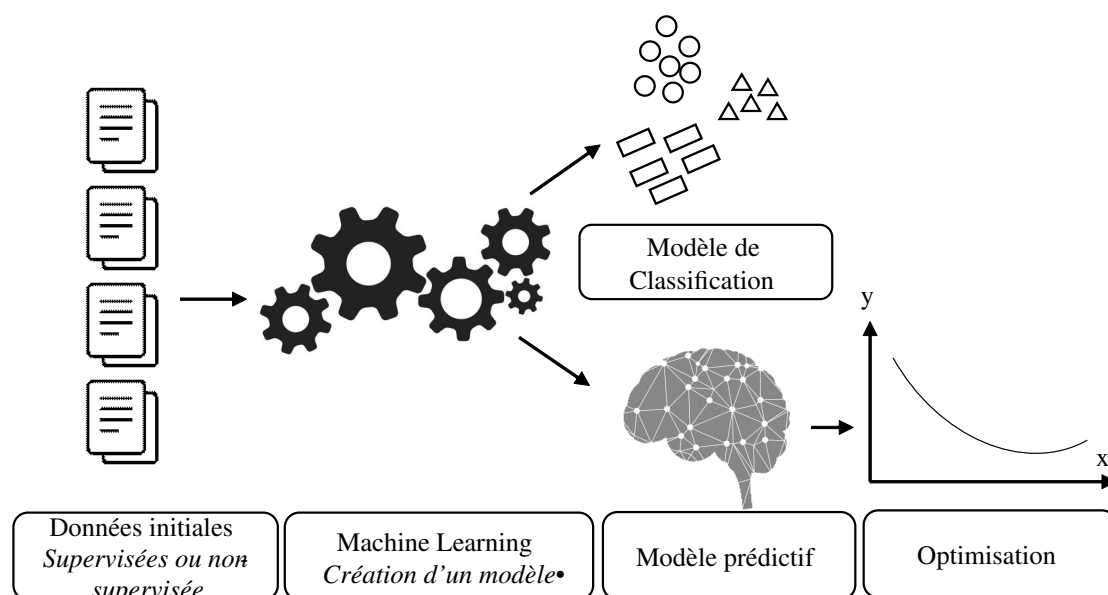 Modèle de
Classification
y
x
Données initiales
Supervisées ou non-
supervisée
Machine Learning
Création d’un modèle•
Modèle prédictif
Optimisation